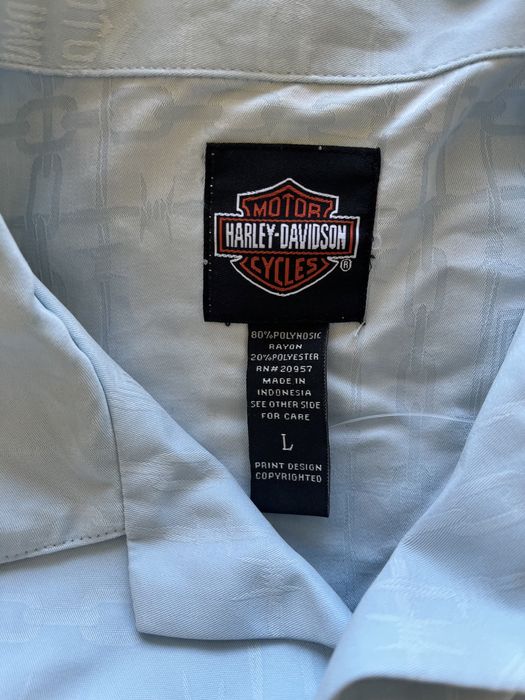 MOTOR
HARLEY-DAVIDSON
CYCLES
®
80%POLYNOSIC
RAYON
20%POLYESTER
RN#20957
MADE IN
INDONESIA
SEE OTHER SIDE
FOR CARE
L
PRINT DESIGN
COPYRIGHTED